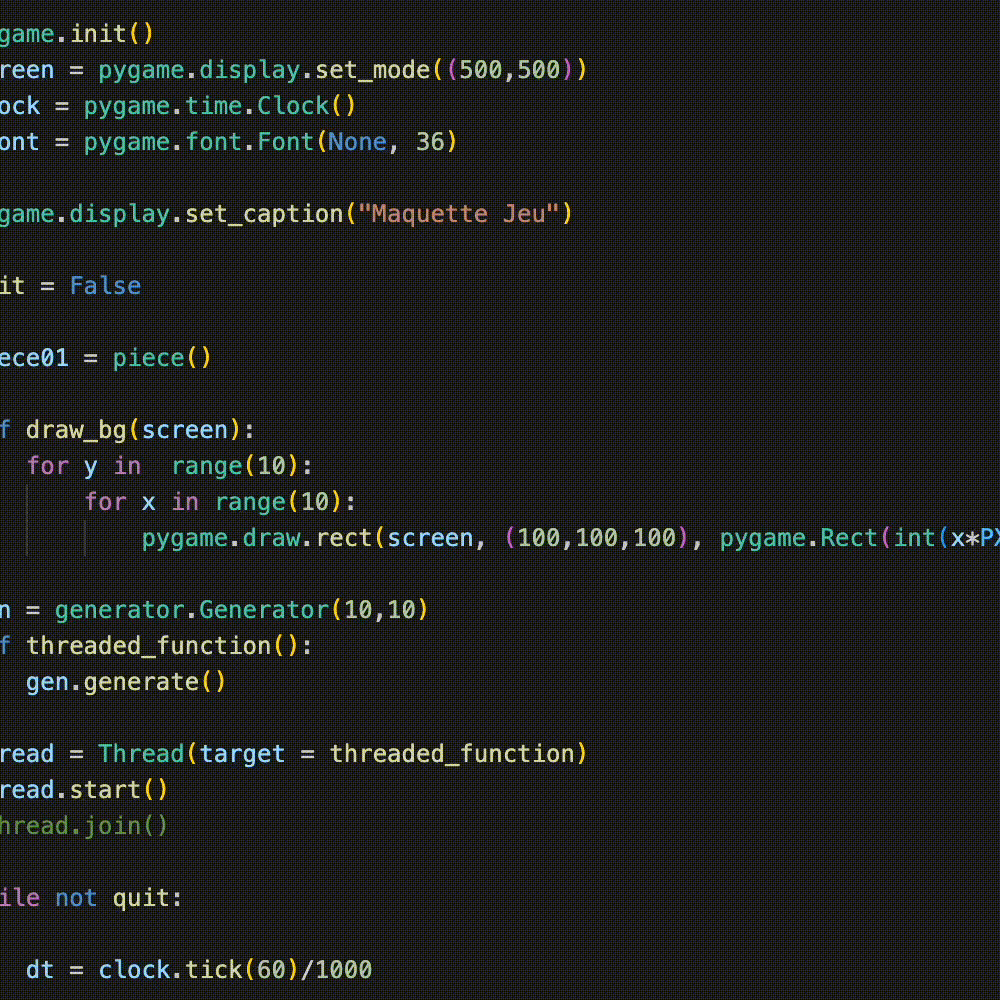 game.init()
reen = pygame.display.set_mode((500,500))
ock = pygame.time.Clock()
ont = pygame.font.Font(None, 36)
game.display.set_caption("Maquette Jeu")
it = False
ece01 = piece()
f draw_bg(screen):
for y in  range(10):
for x in range(10):
pygame.draw.rect(screen, (100,100,100), pygame.Rect(int(x*PX
n = generator.Generator(10,10)
f threaded_function():
gen.generate()
read = Thread(target = threaded_function)
read.start()
hread.join()
ile not quit:
dt = clock.tick(60)/1000